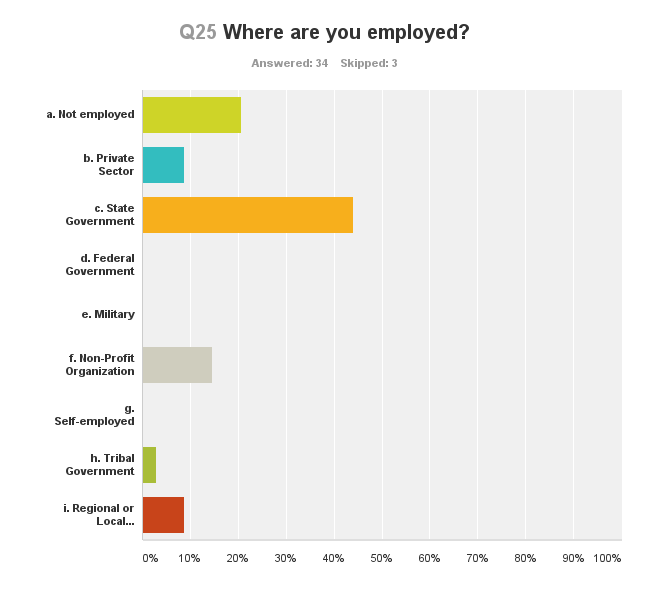 Q25 Where are you employed?
Answered: 34 Skipped: 3
a. Not employed
b. Private
Sector
c. State
Government
d. Federal
Government
e. Military
f. Non-Profit
Organization
g.
Self-employed
h. Tribal
Government
i. Regional or
Local...
0% 10% 20% 30% 40% 50% 60% 70% 80% 90% 100%